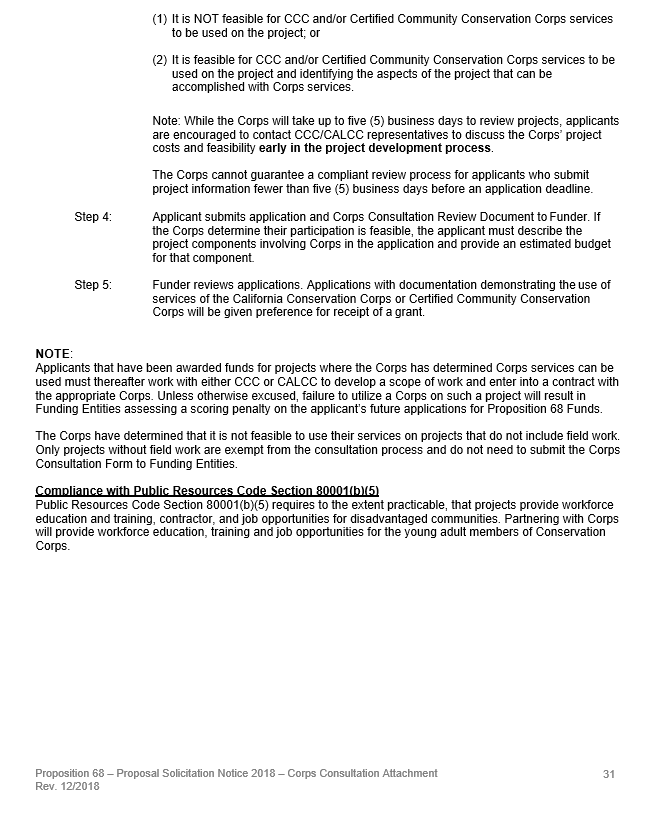 (1) It is NOT feasible for CCC and/or Certified Community Conservation Corps services
to be used on the project; or
(2) It is feasible for CCC and/or Certified Community Conservation Corps services to be
used on the project and identifying the aspects of the project that can be
accomplished with Corps services.
Note: While the Corps will take up to five (5) business days to review projects, applicants
are encouraged to contact CCC/CALCC representatives to discuss the Corps' project
costs and feasibility early in the project development process.
The Corps cannot guarantee a compliant review process for applicants who submit
project information fewer than five (5) business days before an application deadline.
Step 4: Applicant submits application and Corps Consultation Review Document to Funder. If
the Corps determine their participation is feasible, the applicant must describe the
project components involving Corps in the application and provide an estimated budget
for that component.
Step 5: Funder reviews applications. Applications with documentation demonstrating the use of
services of the California Conservation Corps or Certified Community Conservation
Corps will be given preference for receipt of a grant.
NOTE:
Applicants that have been awarded funds for projects where the Corps has determined Corps services can be
used must thereafter work with either CCC or CALCC to develop a scope of work and enter into a contract with
the appropriate Corps. Unless otherwise excused, failure to utilize a Corps on such a project will result in
Funding Entities assessing a scoring penalty on the applicant's future applications for Proposition 68 Funds.
The Corps have determined that it is not feasible to use their services on projects that do not include field work.
Only projects without field work are exempt from the consultation process and do not need to submit the Corps
Consultation Form to Funding Entities.
Compliance with Public Resources Code Section 80001(b)(5)
Public Resources Code Section 80001(b)(5) requires to the extent practicable, that projects provide workforce
education and training, contractor, and job opportunities for disadvantaged communities. Partnering with Corps
will provide workforce education, training and job opportunities for the young adult members of Conservation
Corps.
Proposition 68 – Proposal Solicitation Notice 2018 – Corps Consultation Attachment 31
Rev. 12/2018